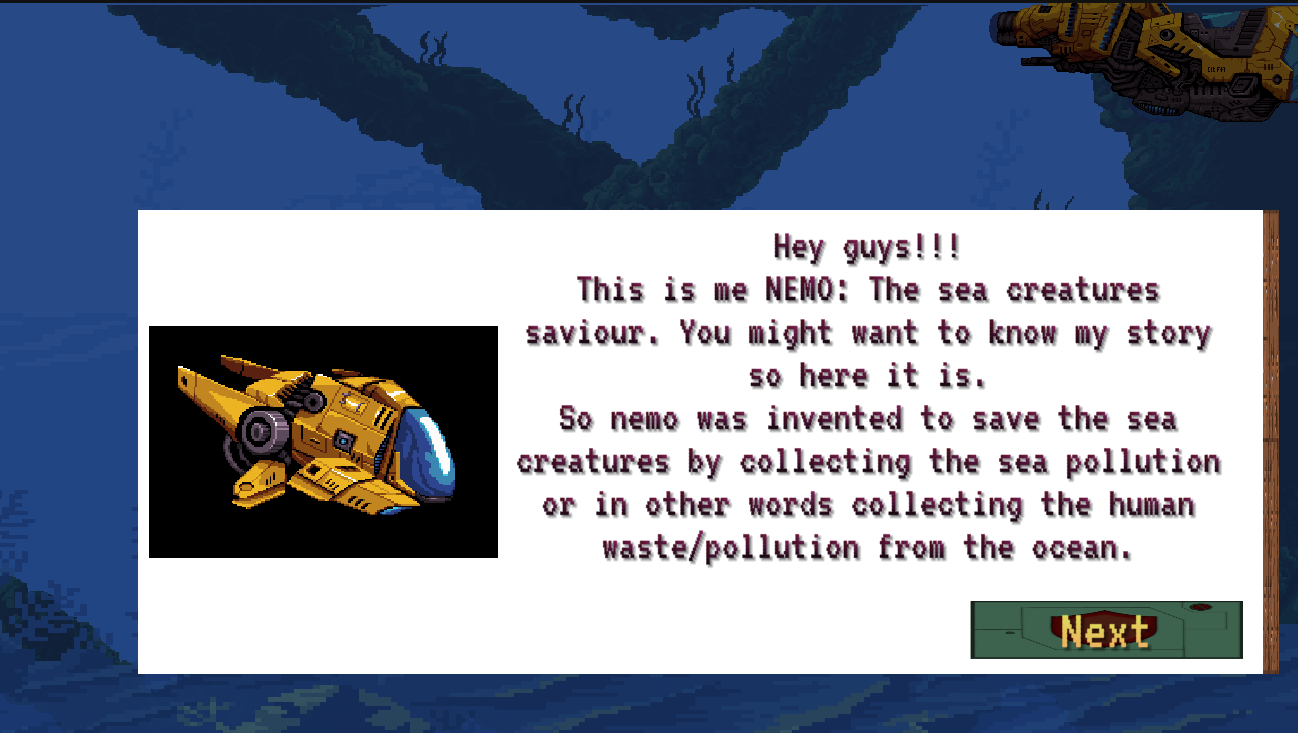 Hey guys!!!
This is me NEMO: The sea creatures
saviour. You might want to know my story
so here it is.
So nemo was invented to save the sea
creatures by collecting the sea pollution
or in other words collecting the human
waste/pollution from the ocean.
Next